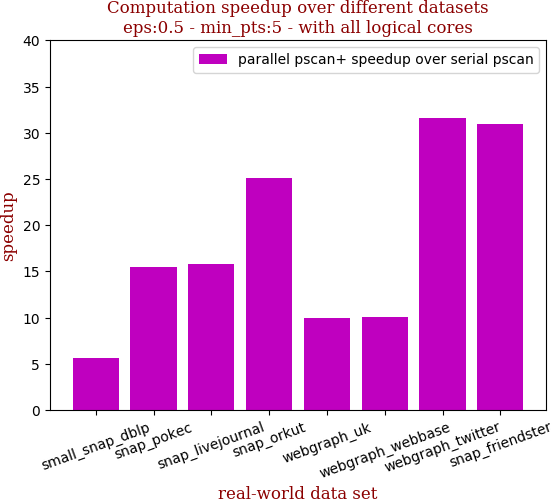 Computation speedup over different datasets
eps:0.5 - min_pts:5 - with all logical cores
parallel pscan+ speedup over serial pscan
speedup
40
35
30
25
20
15
10
5
0
small_snap_dblp
snap_pokec
snap_livejournal
snap_orkut
webgraph_uk
webgraph_webbase
webgraph_twitter
snap_friendster
real-world data set